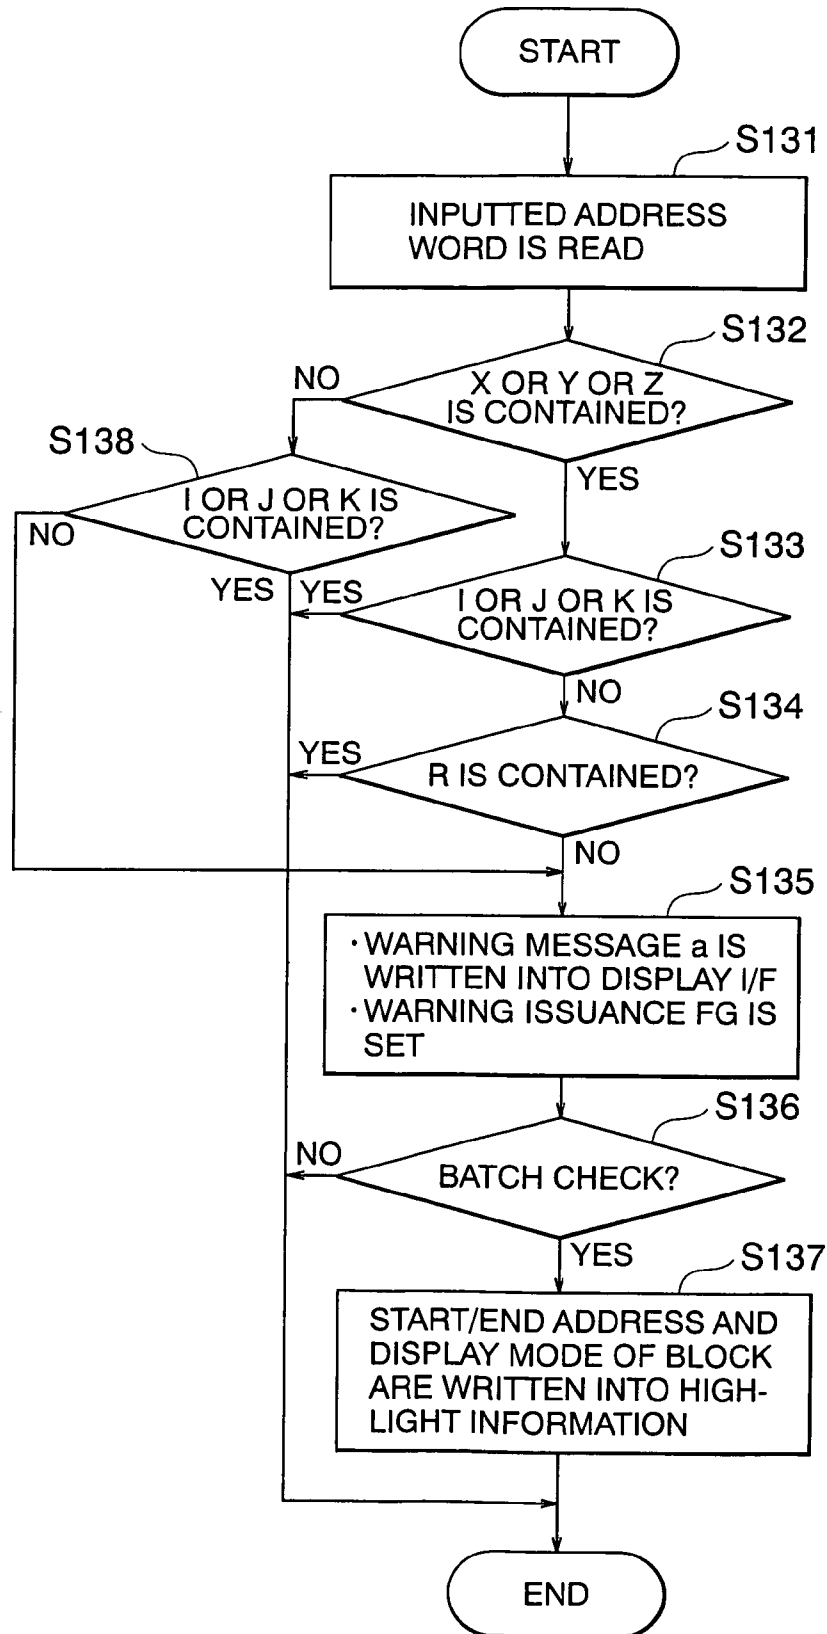 START
S131
INPUTTED ADDRESS
WORD IS READ
S132
NO
X OR Y OR Z
IS CONTAINED?
YES
S138
I OR J OR K IS
CONTAINED?
NO
YES
YES
S133
I OR J OR K IS
CONTAINED?
NO
S134
YES
R IS CONTAINED?
NO
S135
·WARNING MESSAGE a IS
WRITTEN INTO DISPLAY I/F
·WARNING ISSUANCE FG IS
SET
S136
NO
BATCH CHECK?
YES
S137
START/END ADDRESS AND
DISPLAY MODE OF BLOCK
ARE WRITTEN INTO HIGH-
LIGHT INFORMATION
END